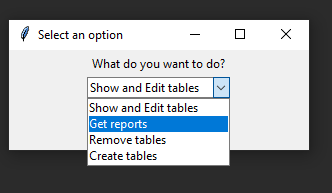 Select an option
What do you want to do?
Show and Edit tables
Show and Edit tables
Get reports
Remove tables
Create tables